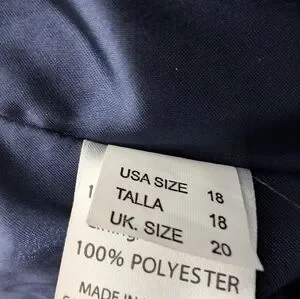 USA SIZE 18
TALLA 18
UK. SIZE 20
100% POLYESTER
MADE IN